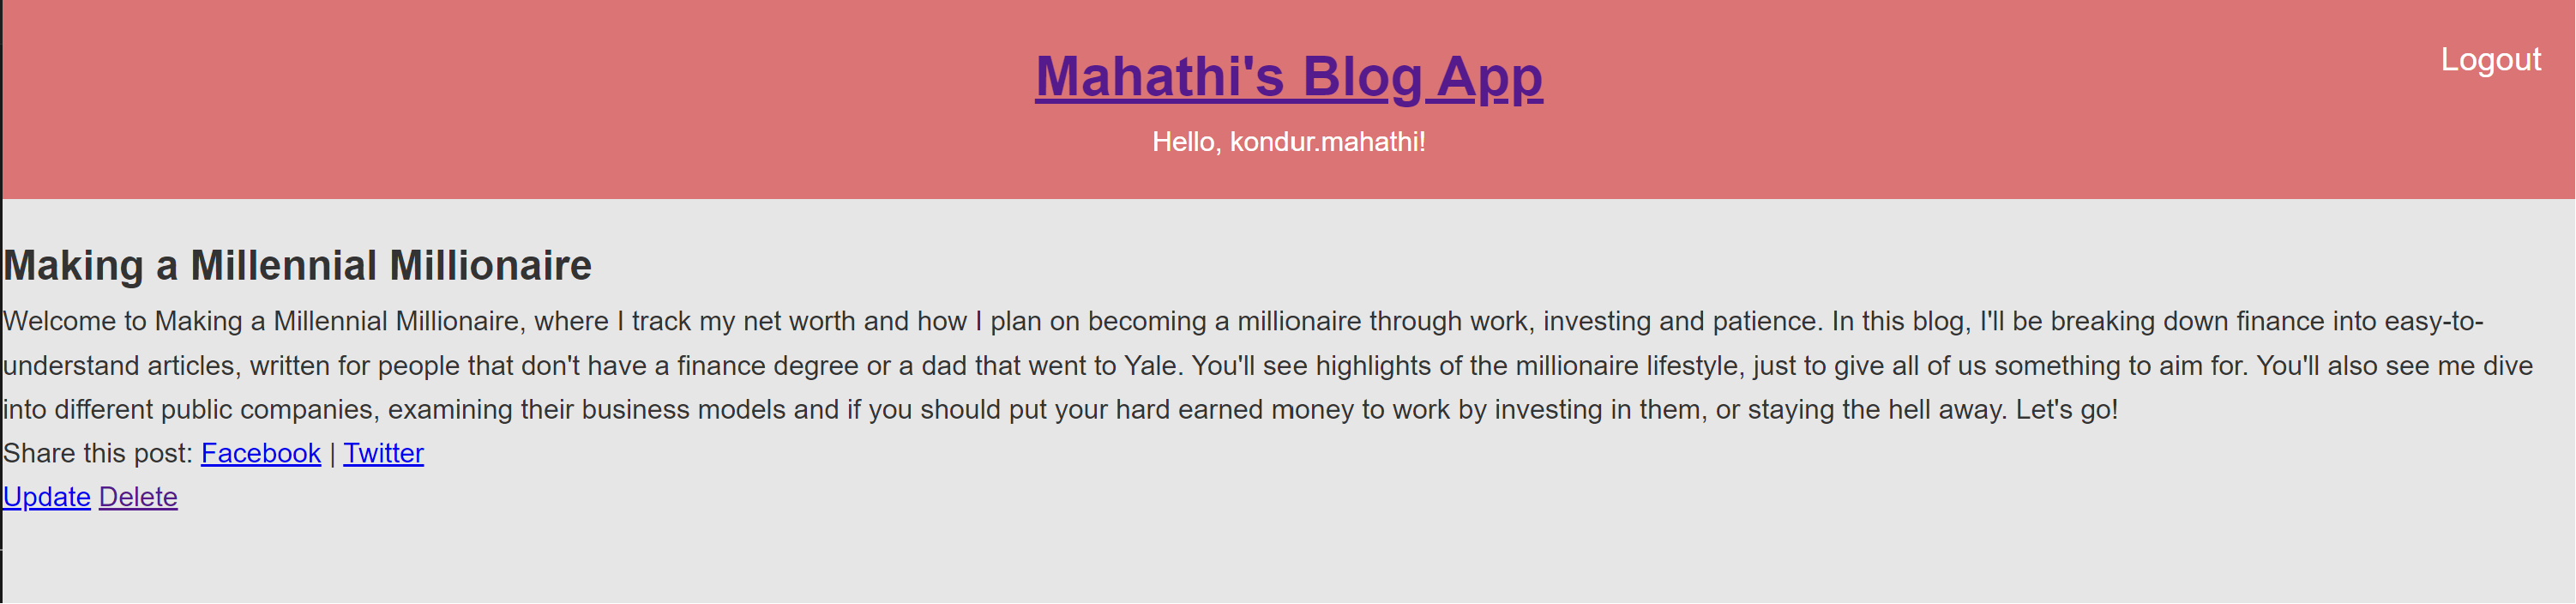 Mahathi's Blog App
Logout
Hello, kondur.mahathi!
Making a Millennial Millionaire
Welcome to Making a Millennial Millionaire, where I track my net worth and how I plan on becoming a millionaire through work, investing and patience. In this blog, I'll be breaking down finance into easy-to-
understand articles, written for people that don't have a finance degree or a dad that went to Yale. You'll see highlights of the millionaire lifestyle, just to give all of us something to aim for. You'll also see me dive
into different public companies, examining their business models and if you should put your hard earned money to work by investing in them, or staying the hell away. Let's go!
Share this post: Facebook | Twitter
Update Delete